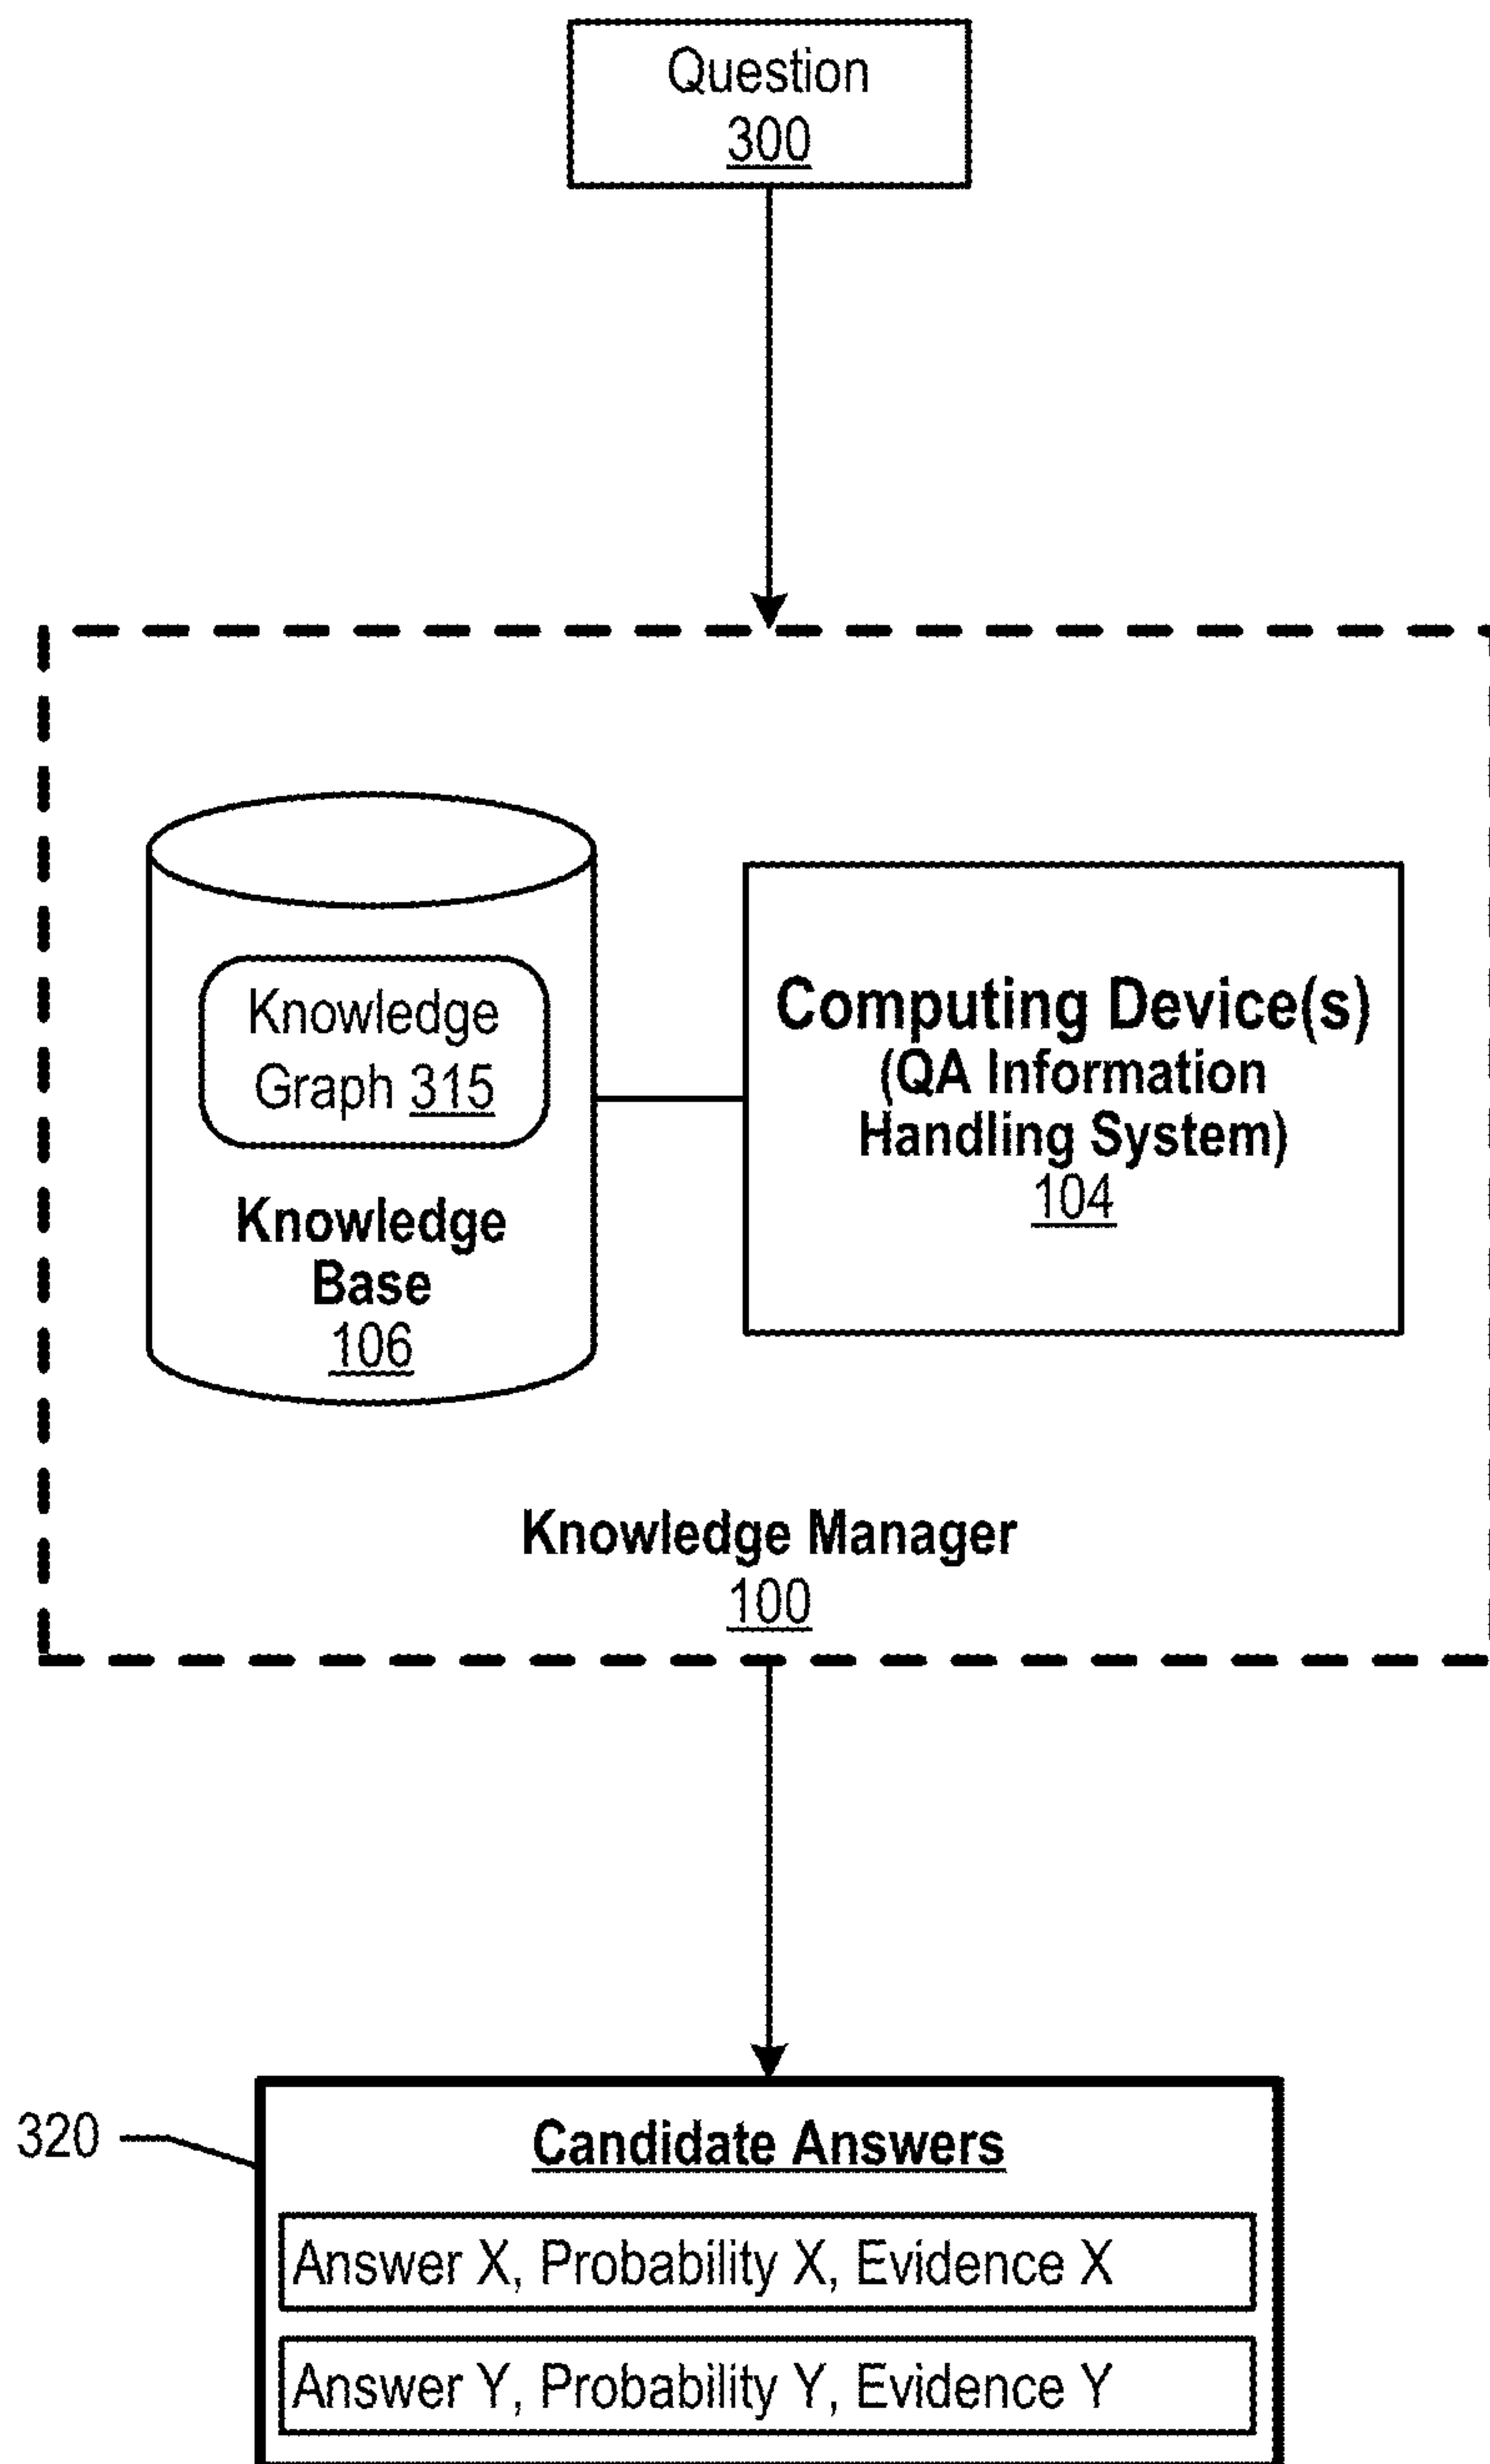 Question
300
Knowledge
Graph 315
Knowledge
Base
106
Computing Device(s)
(QA Information
Handling System)
104
Knowledge Manager
100
320
Candidate Answers
Answer X, Probability X, Evidence X
Answer Y, Probability Y, Evidence Y